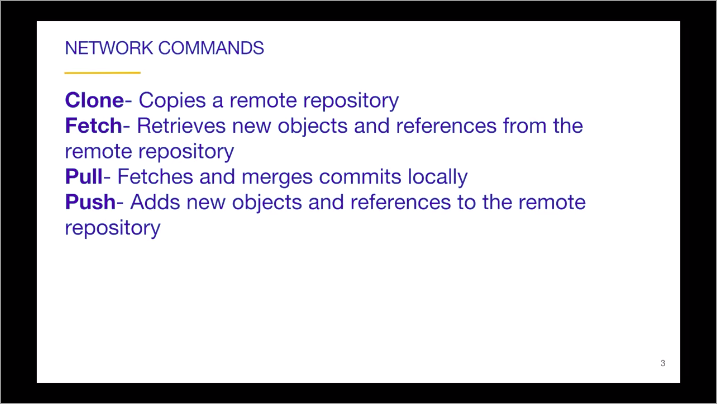 NETWORK COMMANDS
Clone- Copies a remote repository
Fetch- Retrieves new objects and references from the
remote repository
Pull- Fetches and merges commits locally
Push- Adds new objects and references to the remote
repository
3